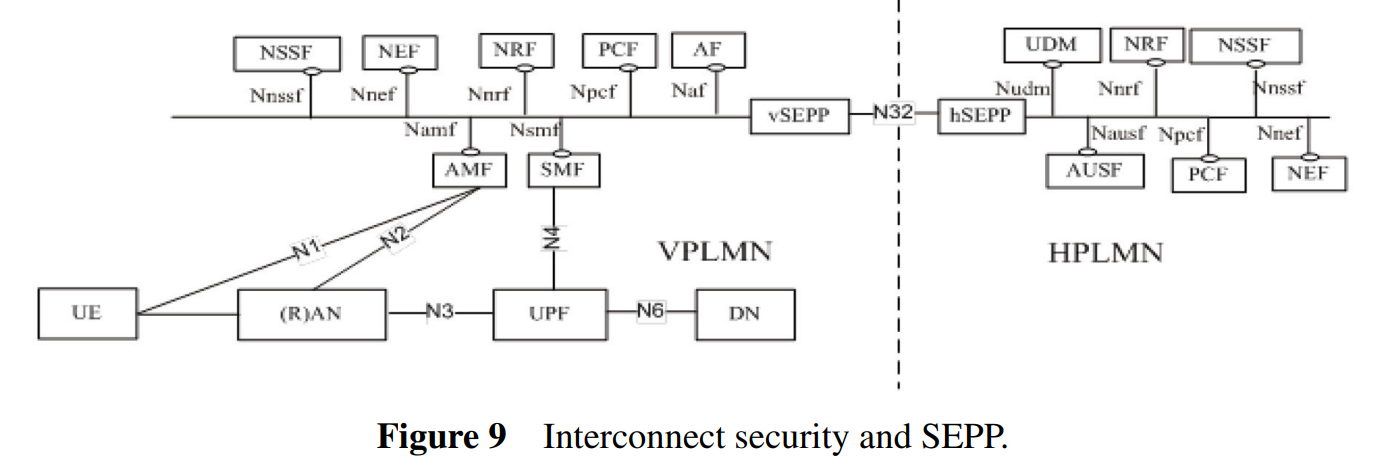 NSSF NEF NRF PCF AF UDM NRF NSSF
Nnssf Nnef Nnrf Npcf Naf Nudm Nnrf Nnssf
vSEPP N32 hSEPP
Namf Nsmf Nausf Npcf Nnef
AMF SMF AUSF PCF NEF
N1 N2 N4 VPLMN HPLMN
UE (R)AN N3 UPF N6 DN
Figure 9 Interconnect security and SEPP.